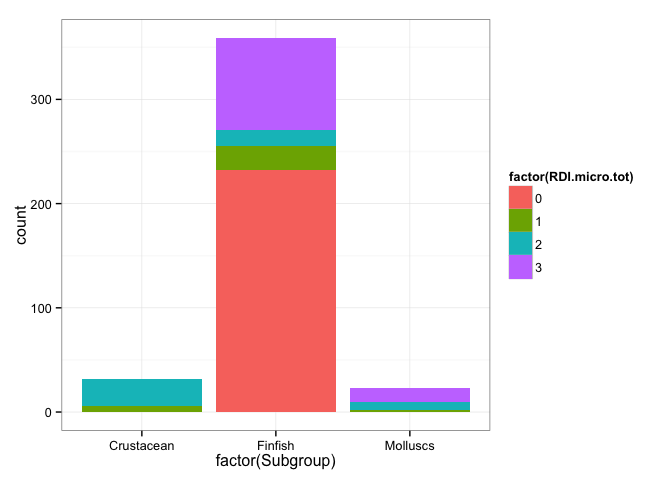 300
200
100
0
count
Crustacean
Finfish
Molluscs
factor(Subgroup)
factor(RDI.micro.tot)
0
1
2
3